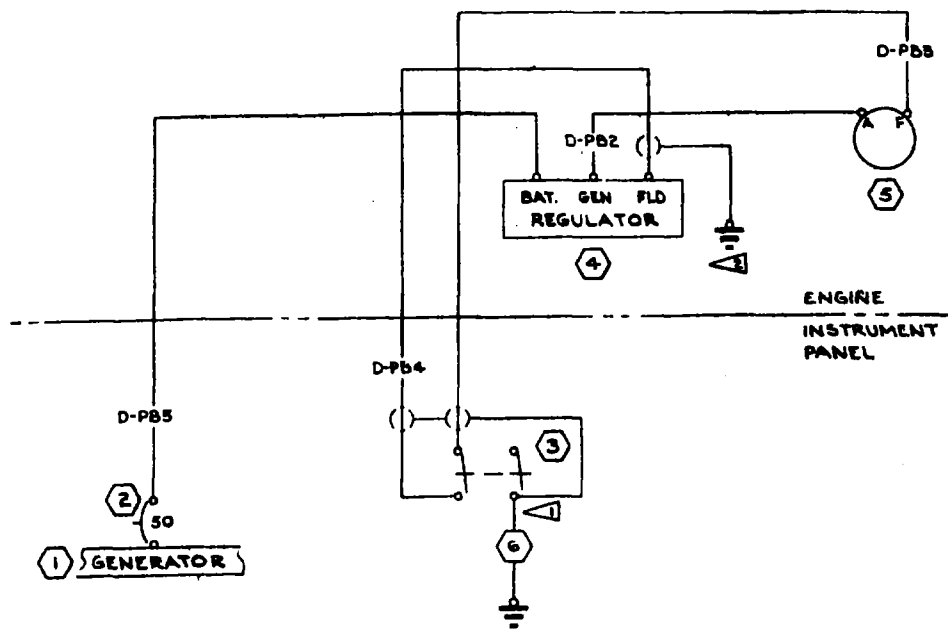 D-PB8
A F
D-PB2
5
BAT. GEN FLD
REGULATOR
4
2
ENGINE
INSTRUMENT
PANEL
D-PB4
D-PB5
3
2
50
1
1 GENERATOR
6